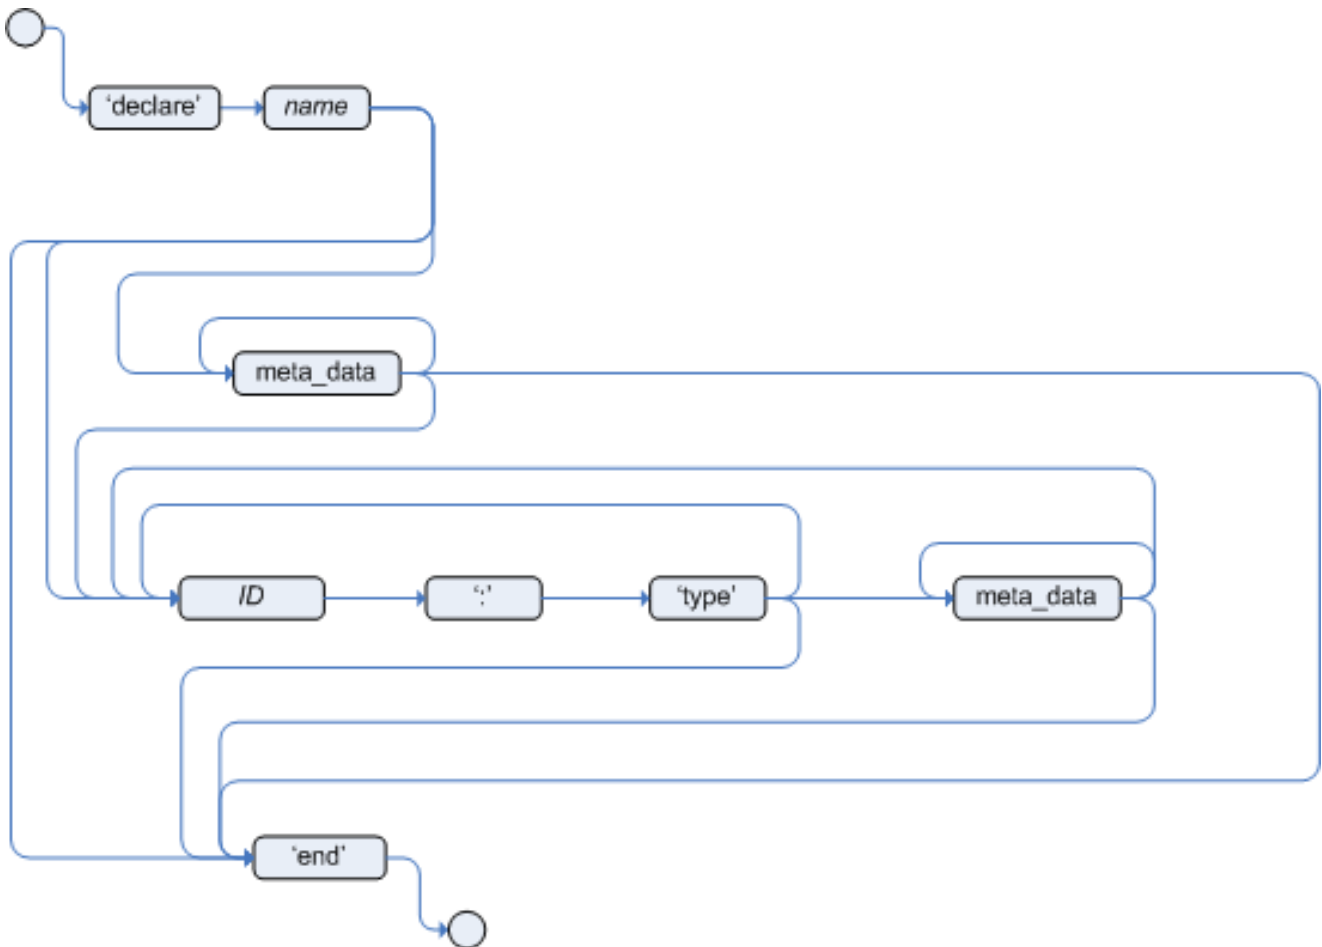 ‘declare’
name
meta_data
ID
‘:’
‘type’
meta_data
‘end’